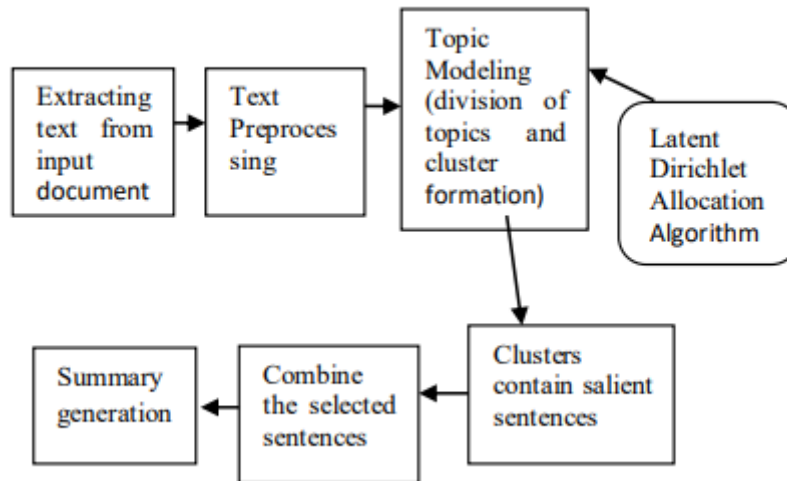 Extracting
text from
input
document
Text
Preproces
sing
Topic
Modeling
(division of
topics and
cluster
formation)
Latent
Dirichlet
Allocation
Algorithm
Clusters
contain salient
sentences
Combine
the selected
sentences
Summary
generation